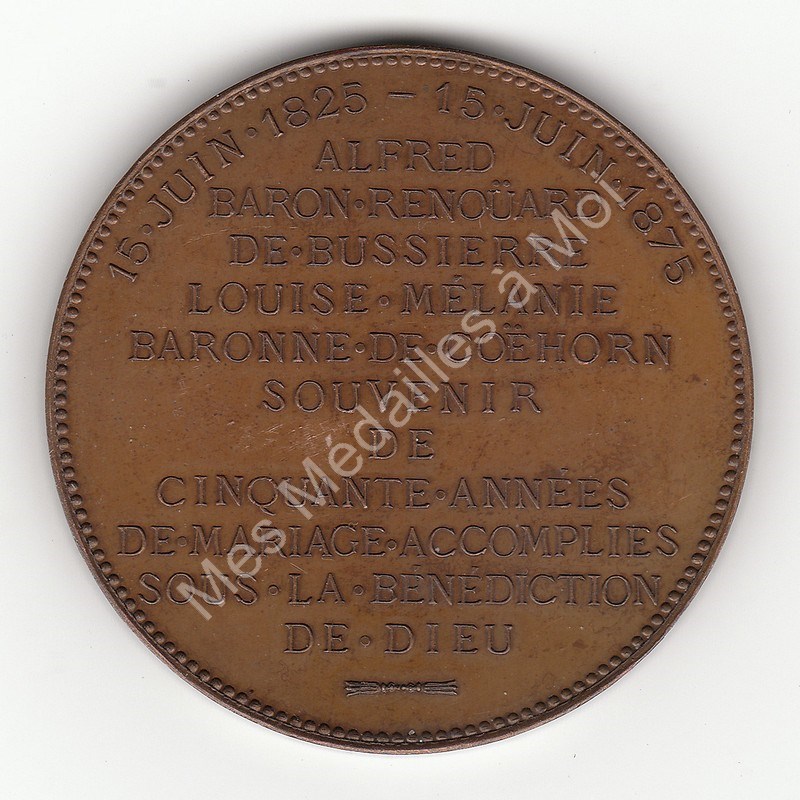 15·JUIN·1825 – 15·JUIN·1875
ALFRED
BARON·RENOÜARD
DE·BUSSIERRE
LOUISE·MÉLANIE
BARONNE·DE·COËHORN
SOUVENIR
DE
CINQUANTE·ANNÉES
DE·MARIAGE·ACCOMPLIES
SOUS·LA·BÉNÉDICTION
DE·DIEU
Mes Médailles à Moi